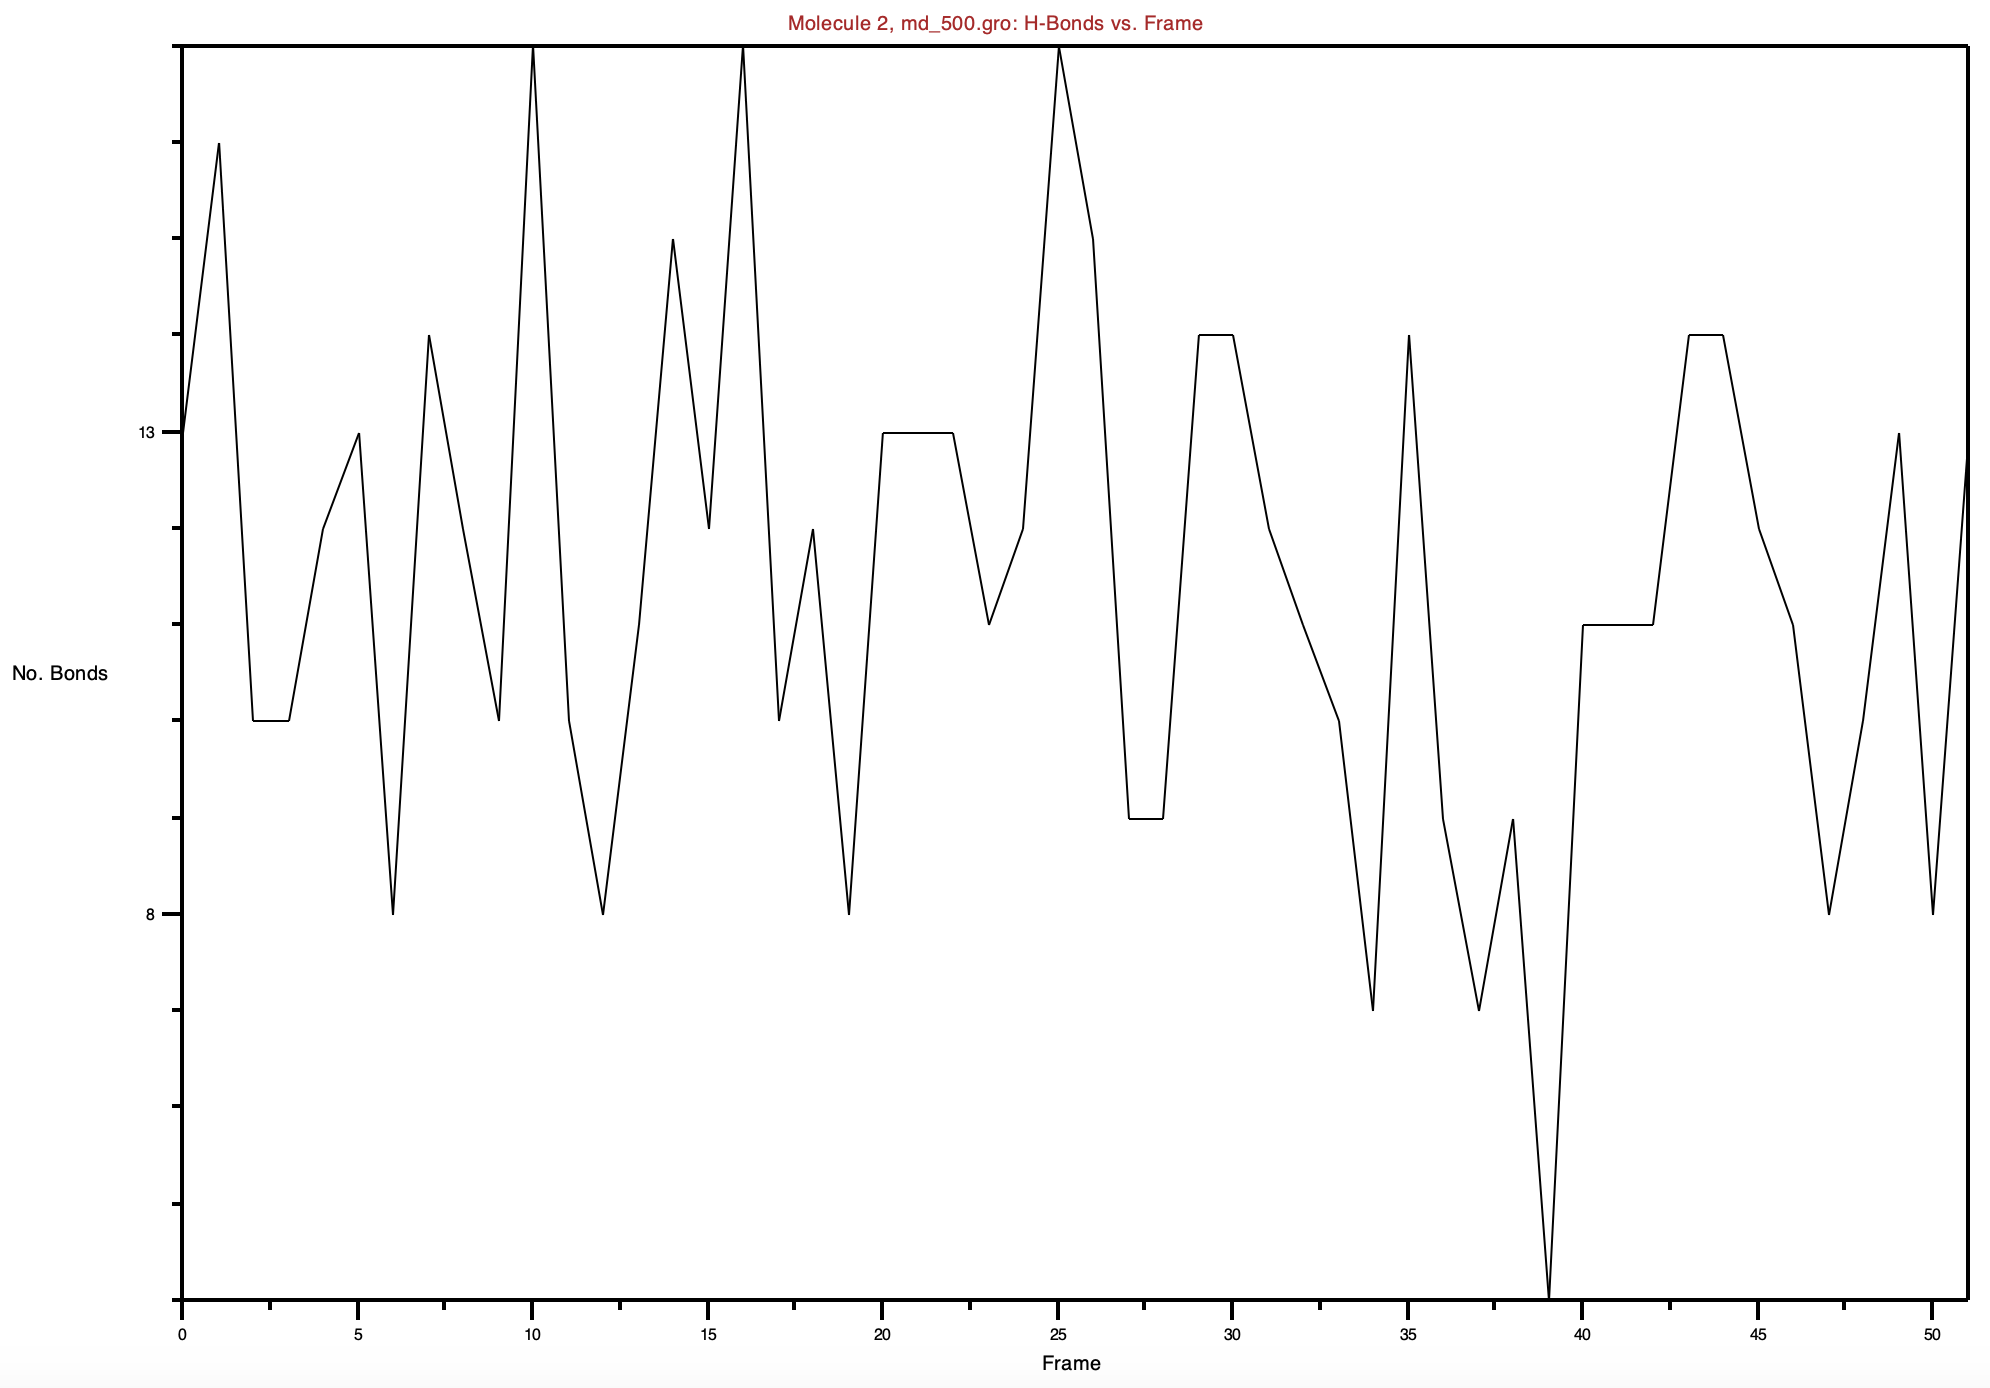 Molecule 2, md_500.gro: H-Bonds vs. Frame
13
No. Bonds
8
0 5 10 15 20 25 30 35 40 45 50
Frame